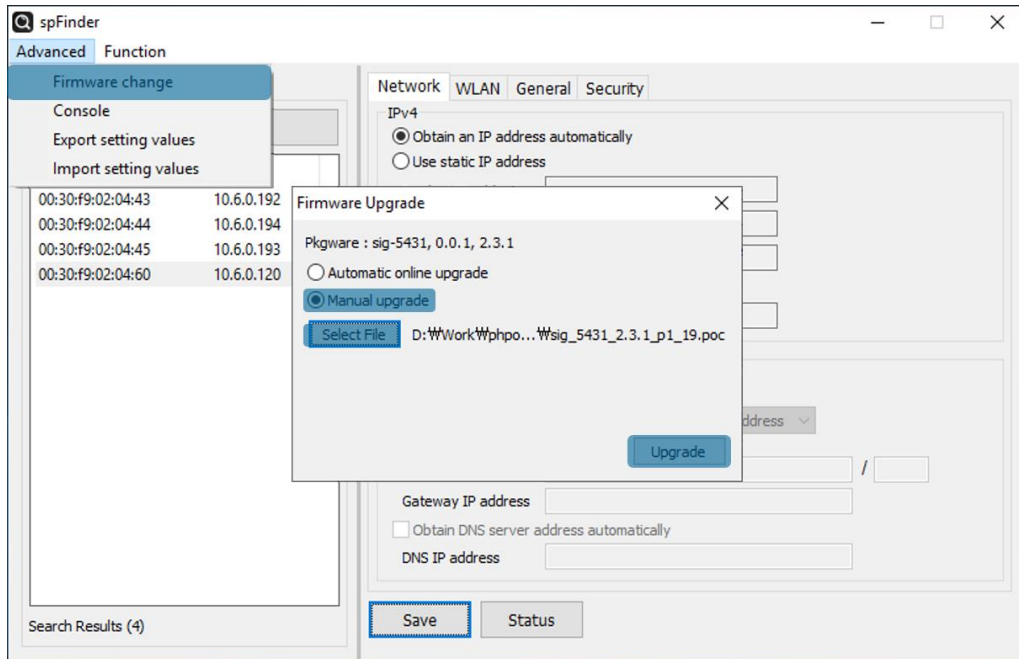 spFinder
Advanced Function
Firmware change
Console
Export setting values
Import setting values
00:30:f9:02:04:43 10.6.0.192
00:30:f9:02:04:44 10.6.0.194
00:30:f9:02:04:45 10.6.0.193
00:30:f9:02:04:60 10.6.0.120
Search Results (4)
Network WLAN General Security
IPv4
Obtain an IP address automatically
Use static IP address
Firmware Upgrade
Pkgware : sig-5431, 0.0.1, 2.3.1
Automatic online upgrade
Manual upgrade
Select File D:₩Work₩phpo...₩sig_5431_2.3.1_p1_19.poc
Upgrade
ddress
/
Gateway IP address
Obtain DNS server address automatically
DNS IP address
Save Status